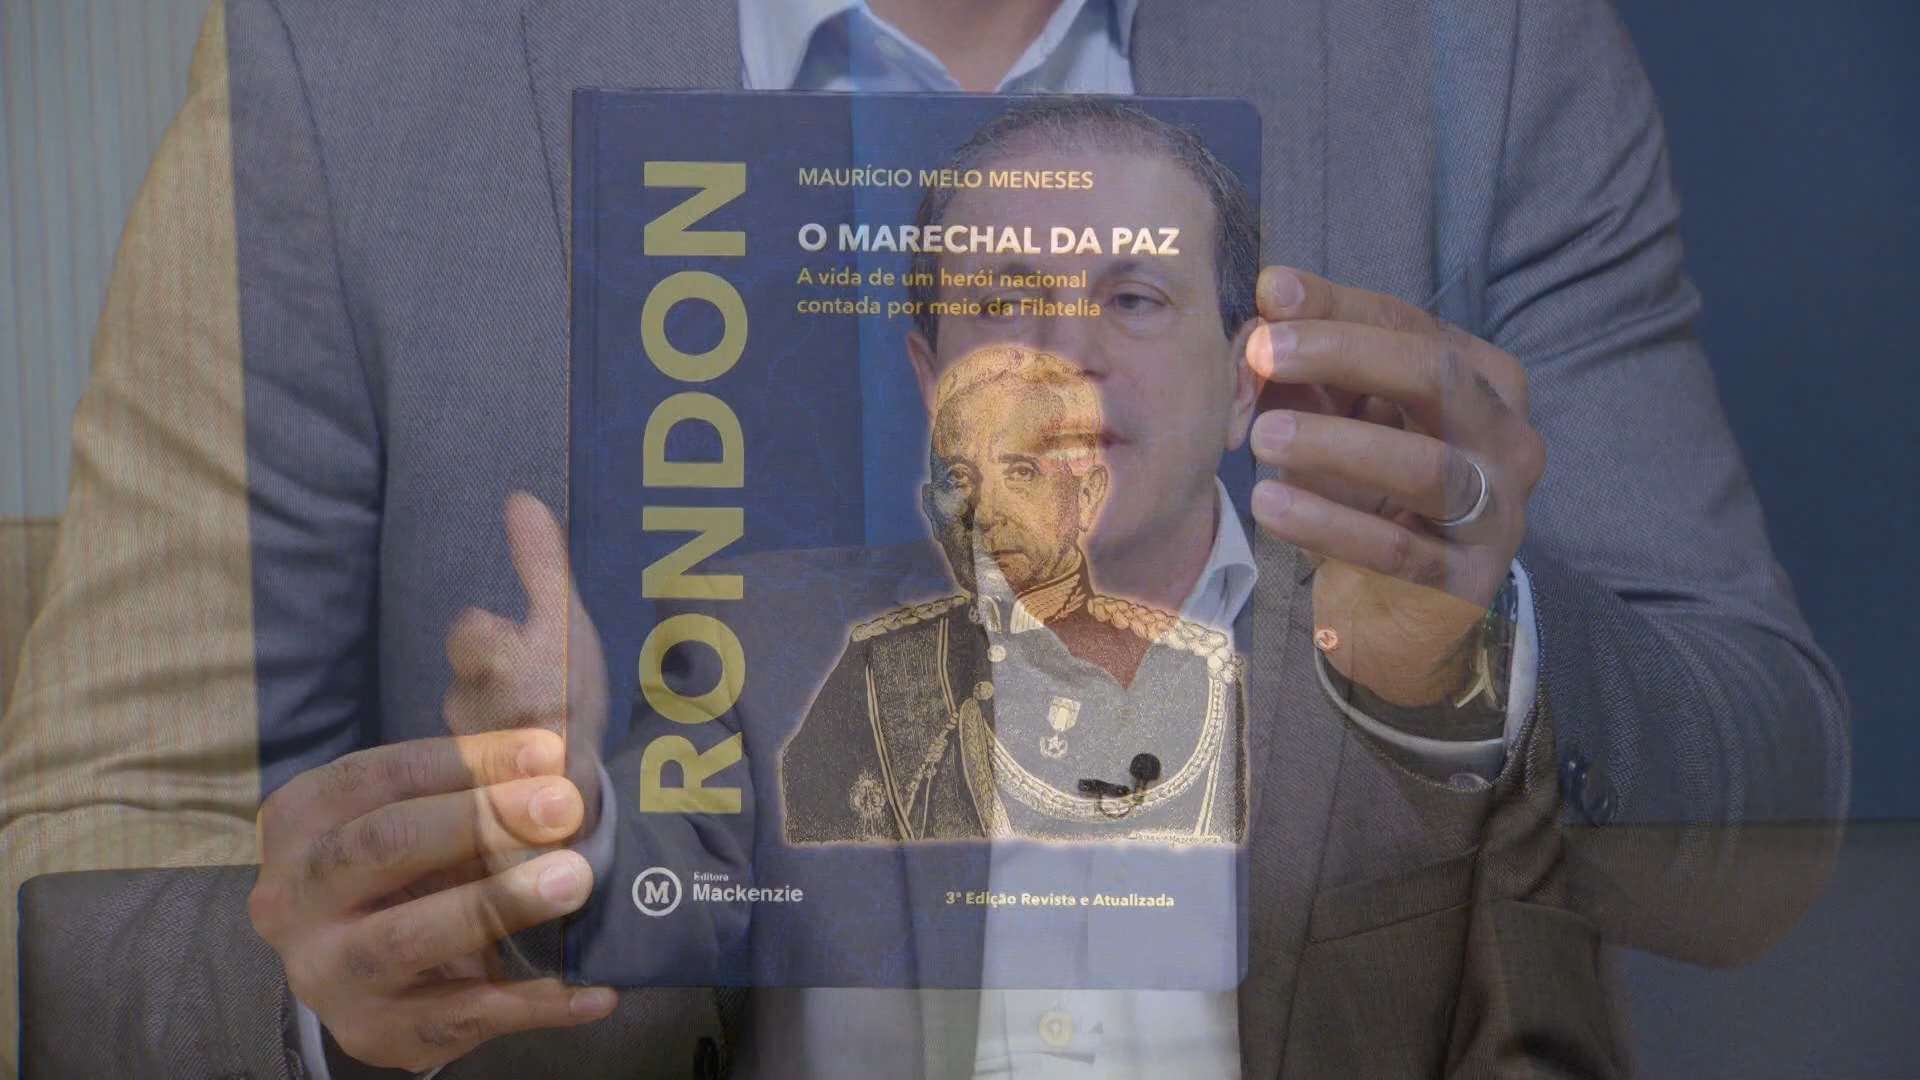 RONDON
MAURÍCIO MELO MENESES
O MARECHAL DA PAZ
A vida de um herói nacional
contada por meio da Filatelia
M
Editora
Mackenzie
3ª Edição Revista e Atualizada